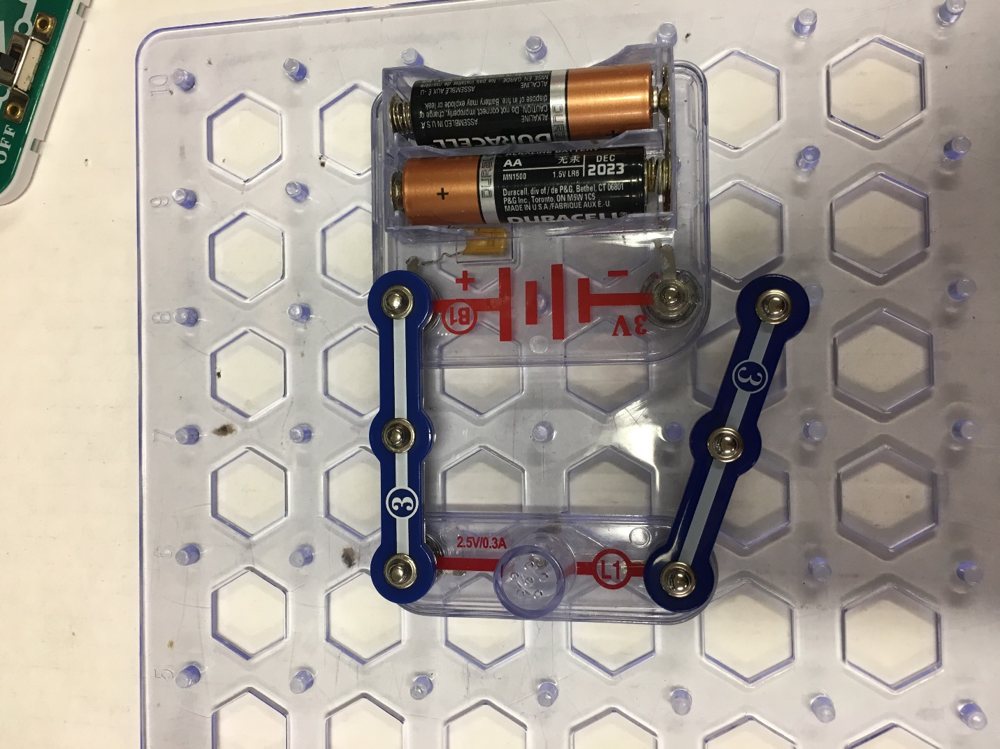 10
9
8
7
6
5
OFF
ALKALINE
CAUTION: Do not connect improperly, charge or
dispose of in fire. Battery may explode or leak.
ASSEMBLED IN U.S.A.
ALCALINE
MISE EN GARDE : Ne pas installer de manière
ASSEMBLÉ AUX É.-U.
DURACELL
+
AA
无汞
DEC
2023
MN1500
1.5V LR6
Duracell, div of / de P&G, Bethel, CT 06801
P&G Inc., Toronto, ON M5W 1C5
MADE IN U.S.A./FABRIQUÉ AUX É.-U.
DURACELL
+
+
-
B1
3V
3
3
2.5V/0.3A
L1